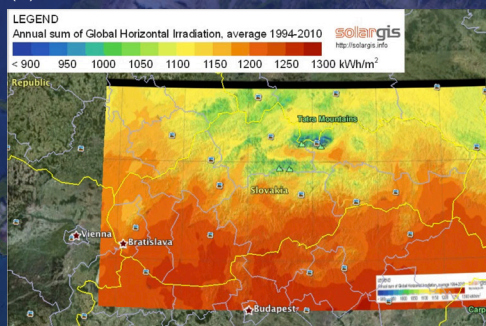 LEGEND
Annual sum of Global Horizontal Irradiation, average 1994-2010
solargis
http://solargis.info
< 900 950 1000 1050 1100 1150 1200 1250 1300 kWh/m²
Republic
Tatra Mountains
Slovakia
Vienna
Bratislava
Budapest
Carp